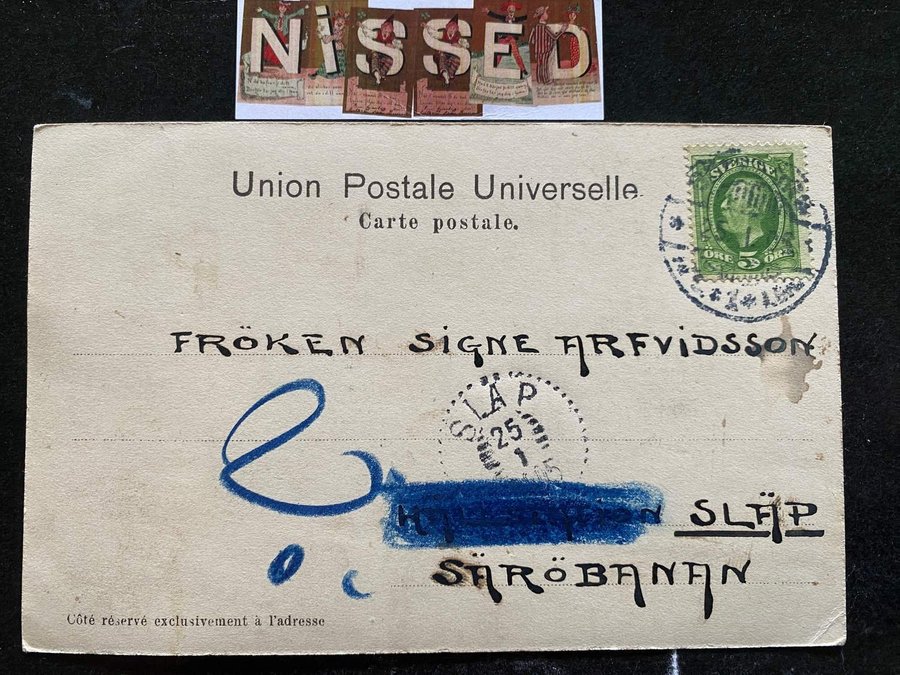 NiSSED
Union Postale Universelle.
Carte postale.
SVERIGE
ÖRE 5 ÖRE
FRÖKEN SiGNE ARFViDSSON
SLÄP
25
1
SLÄP
SÄRÖBANAN
Côté réservé exclusivement à l'adresse